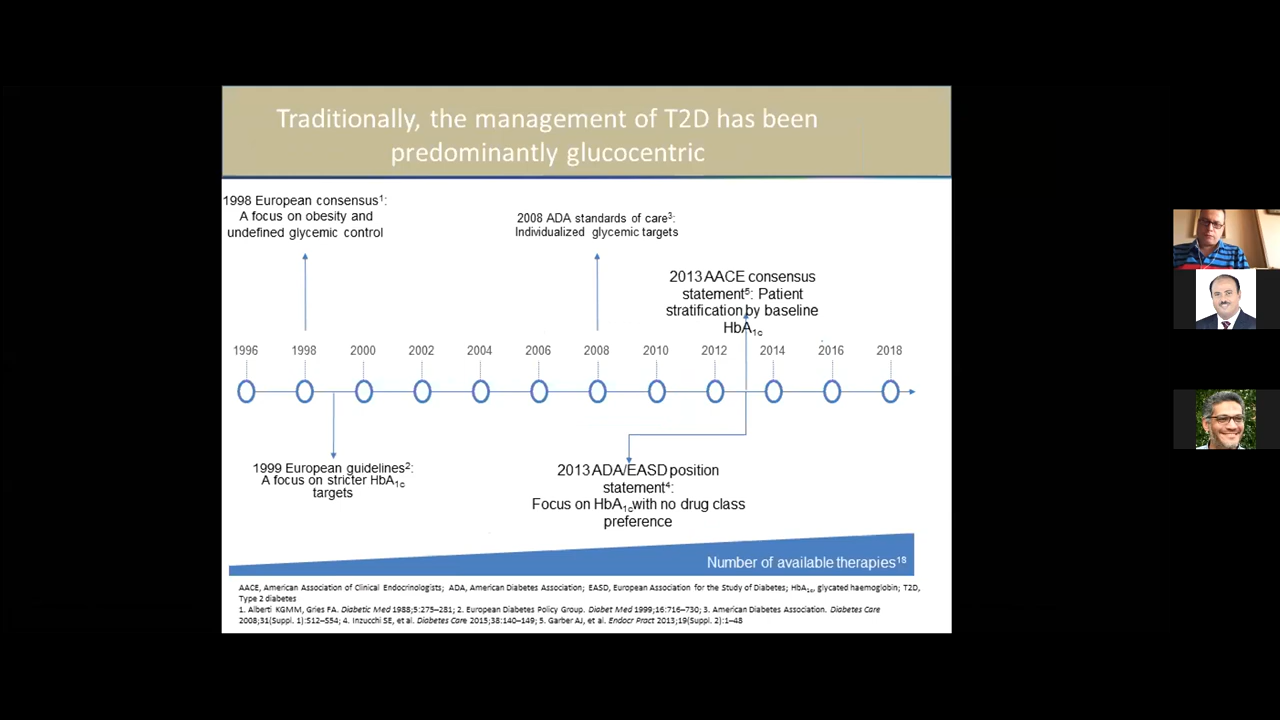 Traditionally, the management of T2D has been
predominantly glucocentric
1998 European consensus1:
A focus on obesity and
undefined glycemic control
2008 ADA standards of care3:
Individualized glycemic targets
2013 AACE consensus
statement5: Patient
stratification by baseline
HbA1c
1996 1998 2000 2002 2004 2006 2008 2010 2012 2014 2016 2018
1999 European guidelines2:
A focus on stricter HbA1c
targets
2013 ADA/EASD position
statement4:
Focus on HbA1c with no drug class
preference
Number of available therapies18
AACE, American Association of Clinical Endocrinologists; ADA, American Diabetes Association; EASD, European Association for the Study of Diabetes; HbA1c, glycated haemoglobin; T2D,
Type 2 diabetes
1. Alberti KGMM, Gries FA. Diabetic Med 1988;5:275–281; 2. European Diabetes Policy Group. Diabet Med 1999;16:716–730; 3. American Diabetes Association. Diabetes Care
2008;31(Suppl. 1):S12–S54; 4. Inzucchi SE, et al. Diabetes Care 2015;38:140–149; 5. Garber AJ, et al. Endocr Pract 2013;19(Suppl. 2):1–48